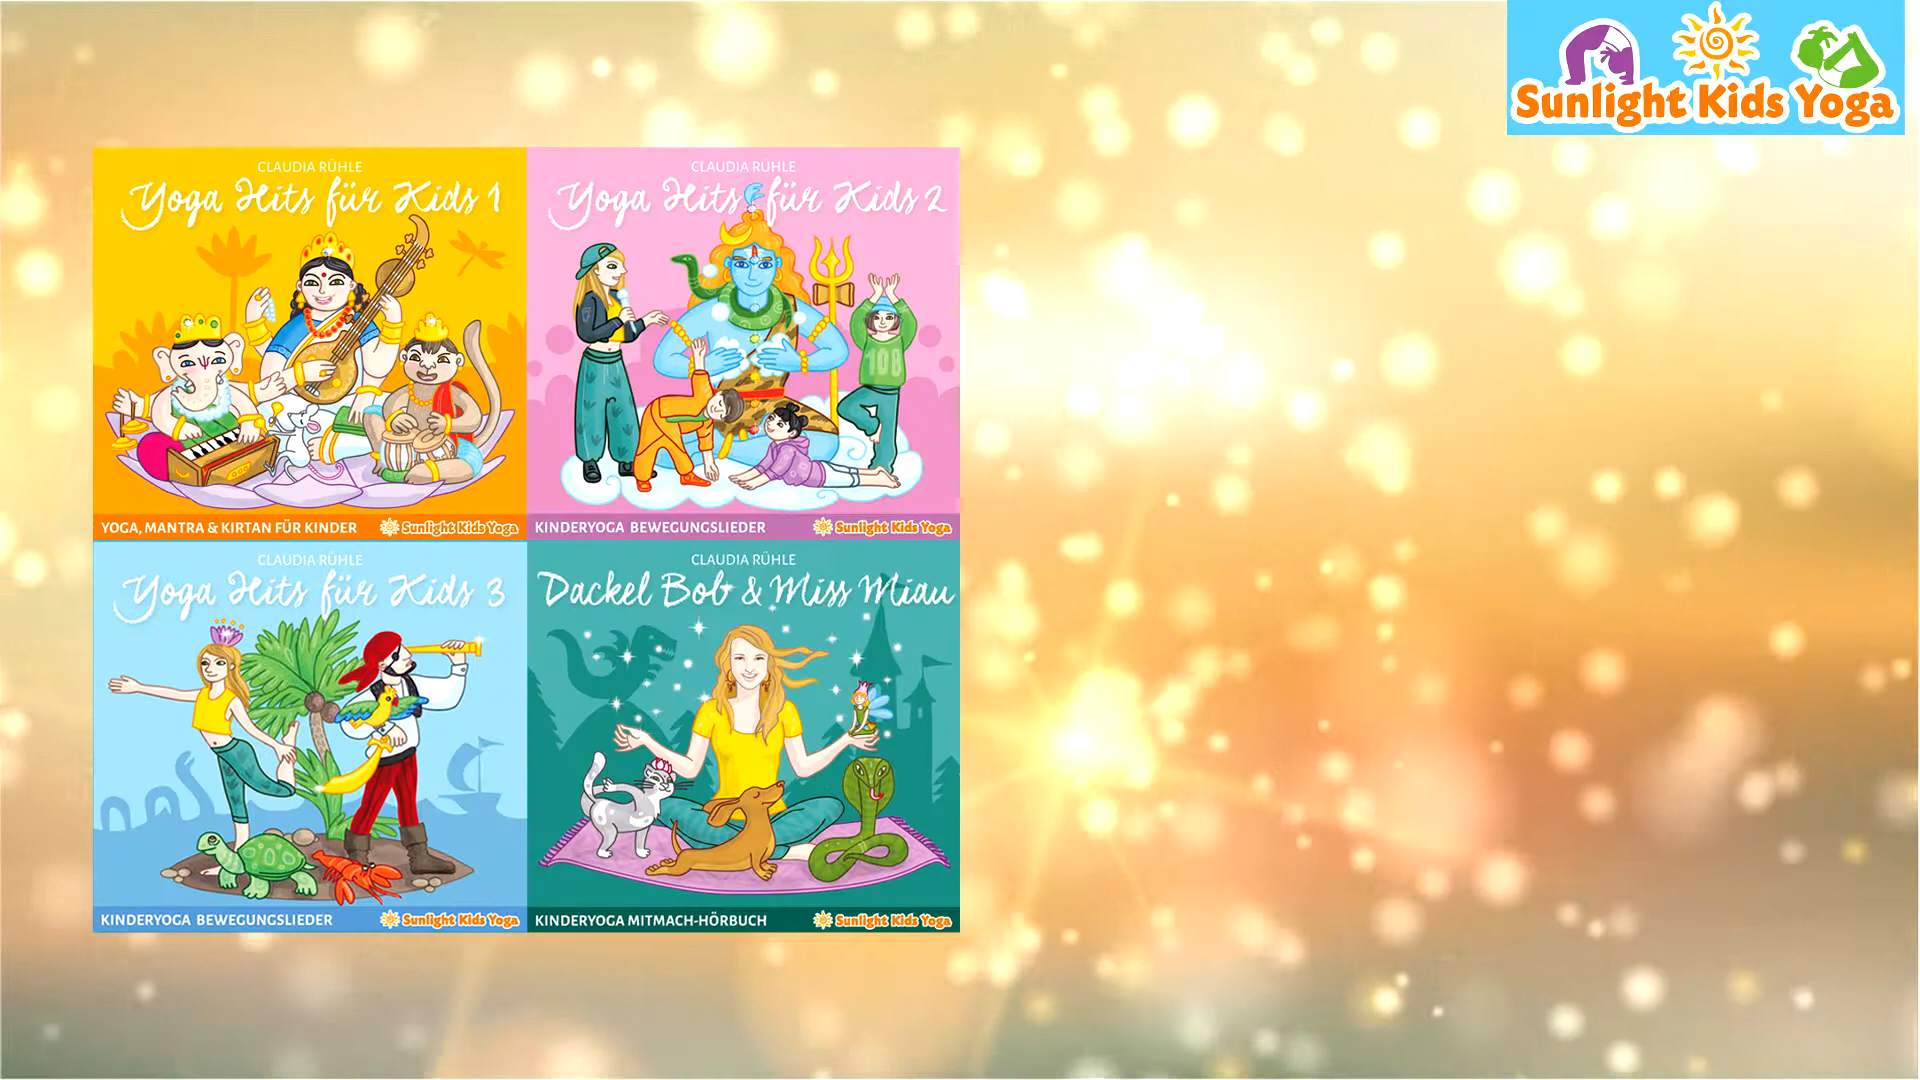 Sunlight Kids Yoga
CLAUDIA RÜHLE
Yoga Hits für Kids 1
YOGA, MANTRA & KIRTAN FÜR KINDER
Sunlight Kids Yoga
CLAUDIA RÜHLE
Yoga Hits für Kids 2
108
KINDERYOGA BEWEGUNGSLIEDER
Sunlight Kids Yoga
CLAUDIA RÜHLE
Yoga Hits für Kids 3
KINDERYOGA BEWEGUNGSLIEDER
Sunlight Kids Yoga
CLAUDIA RÜHLE
Dackel Bob & Miss Miau
KINDERYOGA MITMACH-HÖRBUCH
Sunlight Kids Yoga